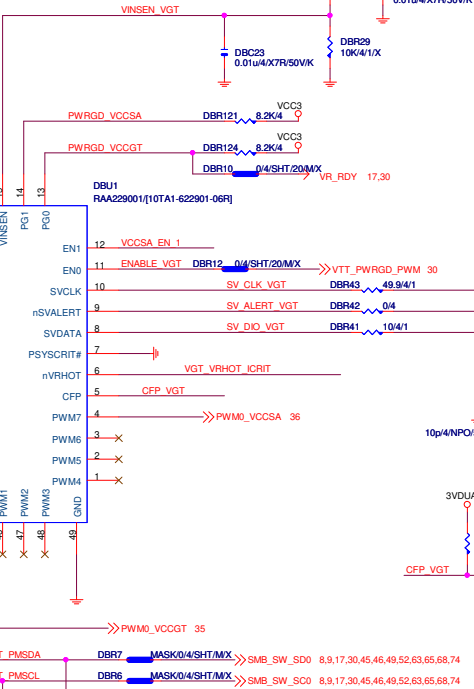 0.01u/4/X7R/50V/K
VINSEN_VGT
DBC23
0.01u/4/X7R/50V/K
DBR29
10K/4/1/X
VCC3
PWRGD_VCCSA DBR121 8.2K/4
VCC3
PWRGD_VCCGT DBR124 8.2K/4
DBR10 0/4/SHT/20/M/X
VR_RDY 17,30
DBU1
RAA229001/[10TA1-622901-06R]
14
13
VINSEN
PG1
PG0
EN1 12 VCCSA_EN_1
EN0 11 ENABLE_VGT DBR12 0/4/SHT/20/M/X VTT_PWRGD_PWM 30
SVCLK 10 SV_CLK_VGT DBR43 49.9/4/1
nSVALERT 9 SV_ALERT_VGT DBR42 0/4
SVDATA 8 SV_DIO_VGT DBR41 10/4/1
PSYSCRIT# 7
nVRHOT 6 VGT_VRHOT_ICRIT
CFP 5 CFP_VGT
PWM7 4 PWM0_VCCSA 36
PWM6 3
10p/4/NPO/
PWM5 2
PWM4 1
PWM1
PWM2
PWM3
GND
3VDUA
47
48
49
CFP_VGT
PWM0_VCCGT 35
T_PMSDA DBR7 MASK/0/4/SHT/M/X SMB_SW_SD0 8,9,17,30,45,46,49,52,63,65,68,74
T_PMSCL DBR6 MASK/0/4/SHT/M/X SMB_SW_SC0 8,9,17,30,45,46,49,52,63,65,68,74